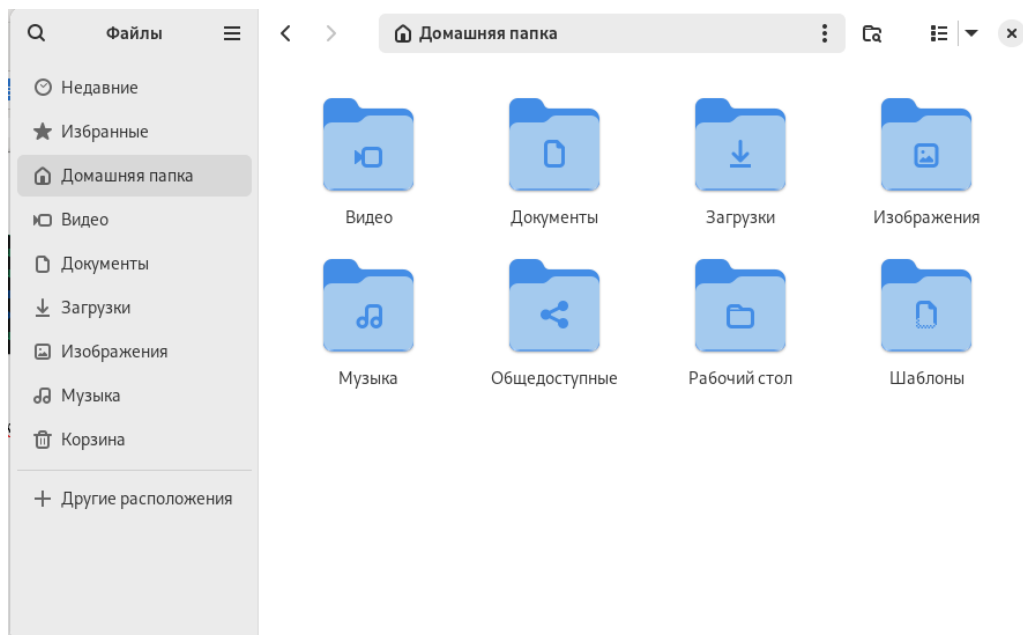 Файлы
Домашняя папка
Недавние
Избранные
Домашняя папка
Видео
Документы
Загрузки
Изображения
Музыка
Корзина
Другие расположения
Видео
Документы
Загрузки
Изображения
Музыка
Общедоступные
Рабочий стол
Шаблоны